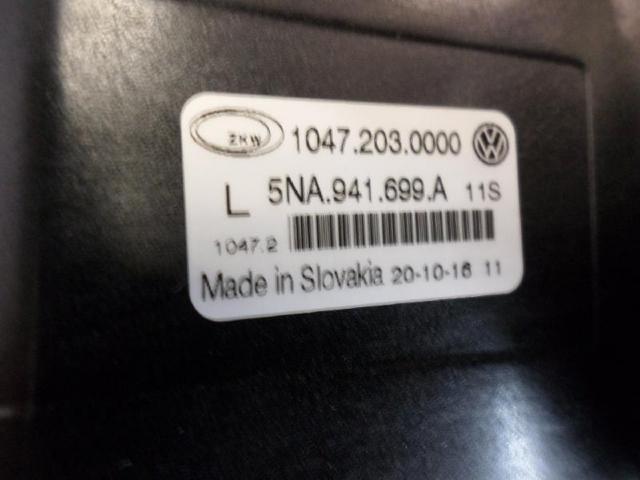 ZKW 1047.203.0000
L 5NA.941.699.A 11S
1047.2
Made in Slovakia 20-10-16 11